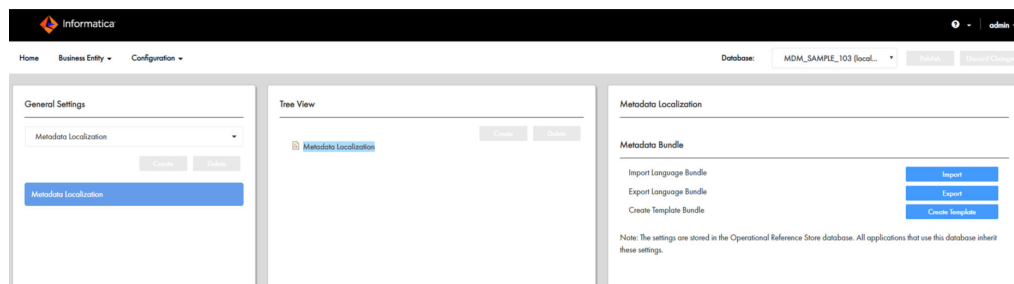 Informatica
admin
Home Business Entity Configuration
Database: MDM_SAMPLE_103 (local... Publish Discard Changes
General Settings
Metadata Localization
Create Delete
Metadata Localization
Tree View
Create Delete
Metadata Localization
Metadata Localization
Metadata Bundle
Import Language Bundle Import
Export Language Bundle Export
Create Template Bundle Create Template
Note: The settings are stored in the Operational Reference Store database. All applications that use this database inherit
these settings.